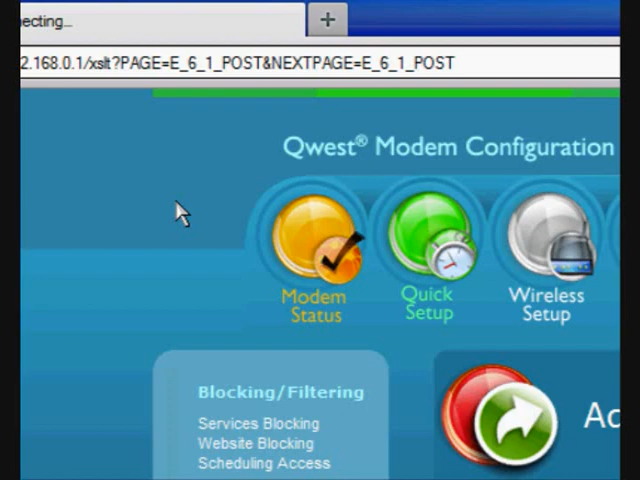 ecting...
+
2.168.0.1/xslt?PAGE=E_6_1_POST&NEXTPAGE=E_6_1_POST
Qwest® Modem Configuration
Modem Status
Quick Setup
Wireless Setup
Blocking/Filtering
Services Blocking
Website Blocking
Scheduling Access
Ad